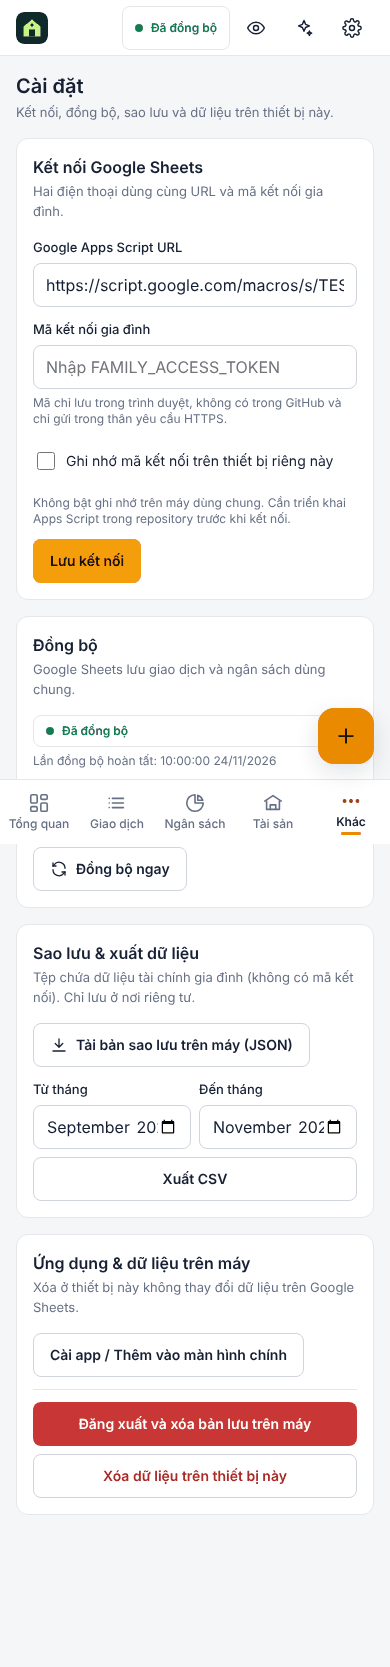 Đã đồng bộ
Cài đặt
Kết nối, đồng bộ, sao lưu và dữ liệu trên thiết bị này.
Kết nối Google Sheets
Hai điện thoại dùng cùng URL và mã kết nối gia
đình.
Google Apps Script URL
https://script.google.com/macros/s/TES
Mã kết nối gia đình
Nhập FAMILY_ACCESS_TOKEN
Mã chỉ lưu trong trình duyệt, không có trong GitHub và
chỉ gửi trong thân yêu cầu HTTPS.
Ghi nhớ mã kết nối trên thiết bị riêng này
Không bật ghi nhớ trên máy dùng chung. Cần triển khai
Apps Script trong repository trước khi kết nối.
Lưu kết nối
Đồng bộ
Google Sheets lưu giao dịch và ngân sách dùng
chung.
Đã đồng bộ
Lần đồng bộ hoàn tất: 10:00:00 24/11/2026
Tổng quan
Giao dịch
Ngân sách
Tài sản
Khác
Đồng bộ ngay
Sao lưu & xuất dữ liệu
Tệp chứa dữ liệu tài chính gia đình (không có mã kết
nối). Chỉ lưu ở nơi riêng tư.
Tải bản sao lưu trên máy (JSON)
Từ tháng
Đến tháng
September 20
November 202
Xuất CSV
Ứng dụng & dữ liệu trên máy
Xóa ở thiết bị này không thay đổi dữ liệu trên Google
Sheets.
Cài app / Thêm vào màn hình chính
Đăng xuất và xóa bản lưu trên máy
Xóa dữ liệu trên thiết bị này